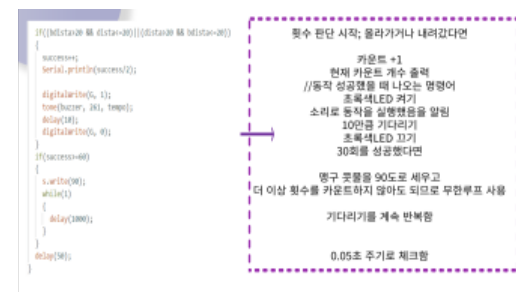 if((bdista>20 && dista<=20)||(dista>20 && bdista<=20))
{
success++;
Serial.println(success/2);
digitalWrite(G, 1);
tone(buzzer, 261, tempo);
delay(10);
digitalWrite(G, 0);
}
if(success>=60)
{
s.write(90);
while(1)
{
delay(1000);
}
}
delay(50);
}
횟수 판단 시작; 올라가거나 내려갔다면
카운트 +1
현재 카운트 개수 출력
//동작 성공했을 때 나오는 명령어
초록색LED 켜기
소리로 동작을 실행했음을 알림
10만큼 기다리기
초록색LED 끄기
30회를 성공했다면
맹구 콧물을 90도로 세우고
더 이상 횟수를 카운트하지 않아도 되므로 무한루프 사용
기다리기를 계속 반복함
0.05초 주기로 체크함